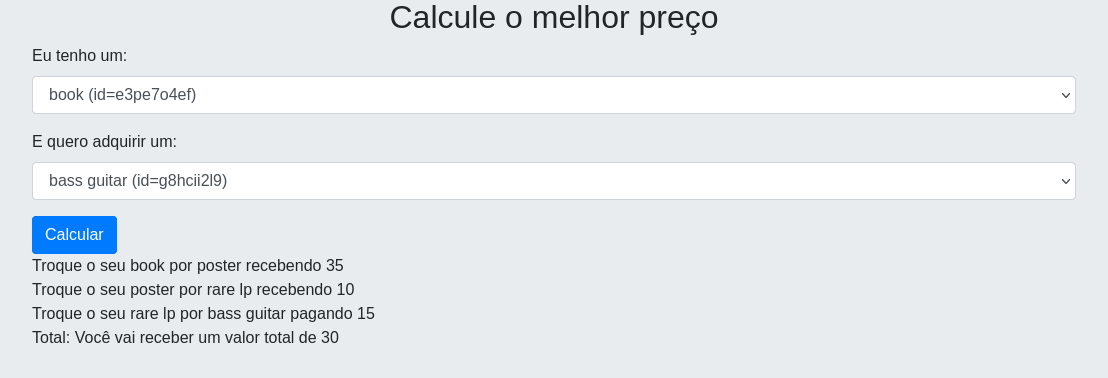 Calcule o melhor preço
Eu tenho um:
book (id=e3pe7o4ef)
E quero adquirir um:
bass guitar (id=g8hcii2l9)
Calcular
Troque o seu book por poster recebendo 35
Troque o seu poster por rare lp recebendo 10
Troque o seu rare lp por bass guitar pagando 15
Total: Você vai receber um valor total de 30